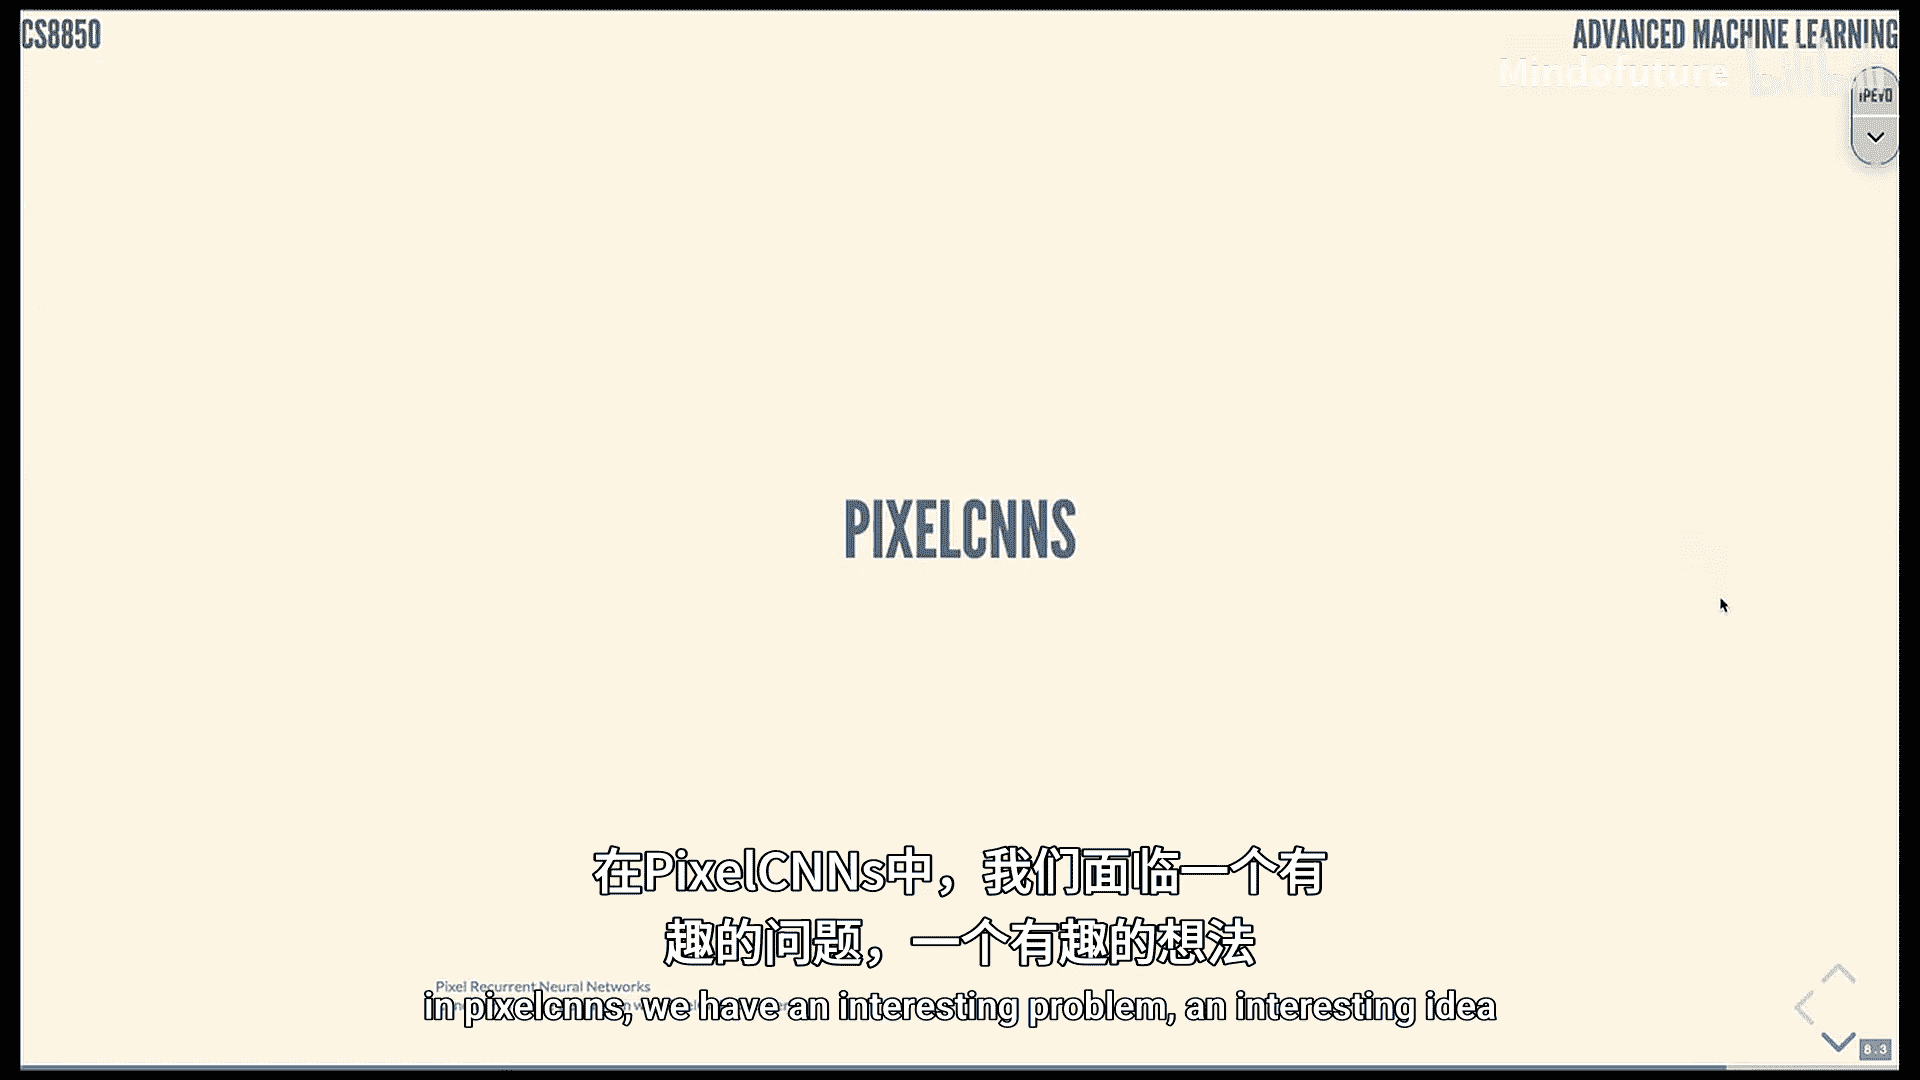 CS8850
ADVANCED MACHINE LEARNING
Mindofuture
iPEVO
PIXELCNNS
在PixelCNNs中，我们面临一个有
趣的问题，一个有趣的想法
Pixel Recurrent Neural Networks
in pixelcnns, we have an interesting problem, an interesting idea
8.3